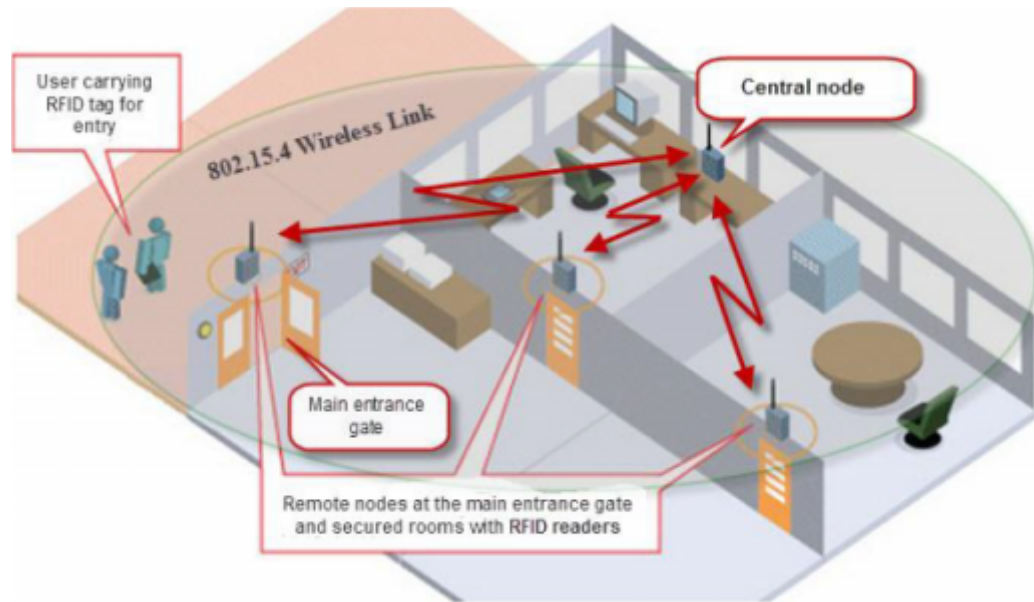 User carrying
RFID tag for
entry
802.15.4 Wireless Link
Central node
Main entrance
gate
Remote nodes at the main entrance gate
and secured rooms with RFID readers